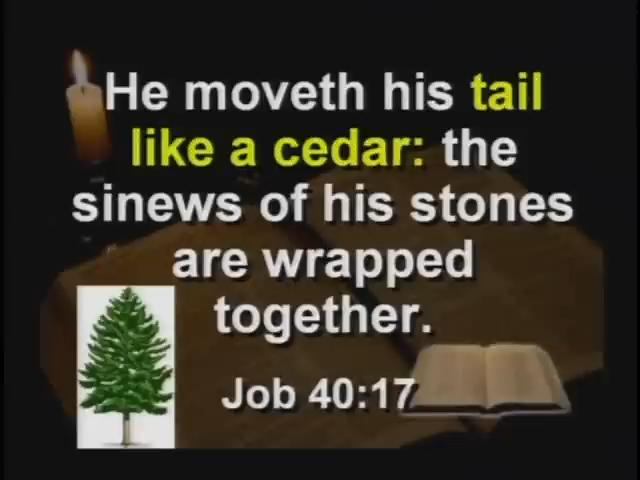 He moveth his tail
like a cedar: the
sinews of his stones
are wrapped
together.
Job 40:17